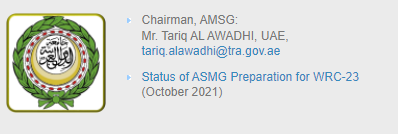 Chairman, AMSG:
Mr. Tariq AL AWADHI, UAE,
tariq.alawadhi@tra.gov.ae
Status of ASMG Preparation for WRC-23
(October 2021)